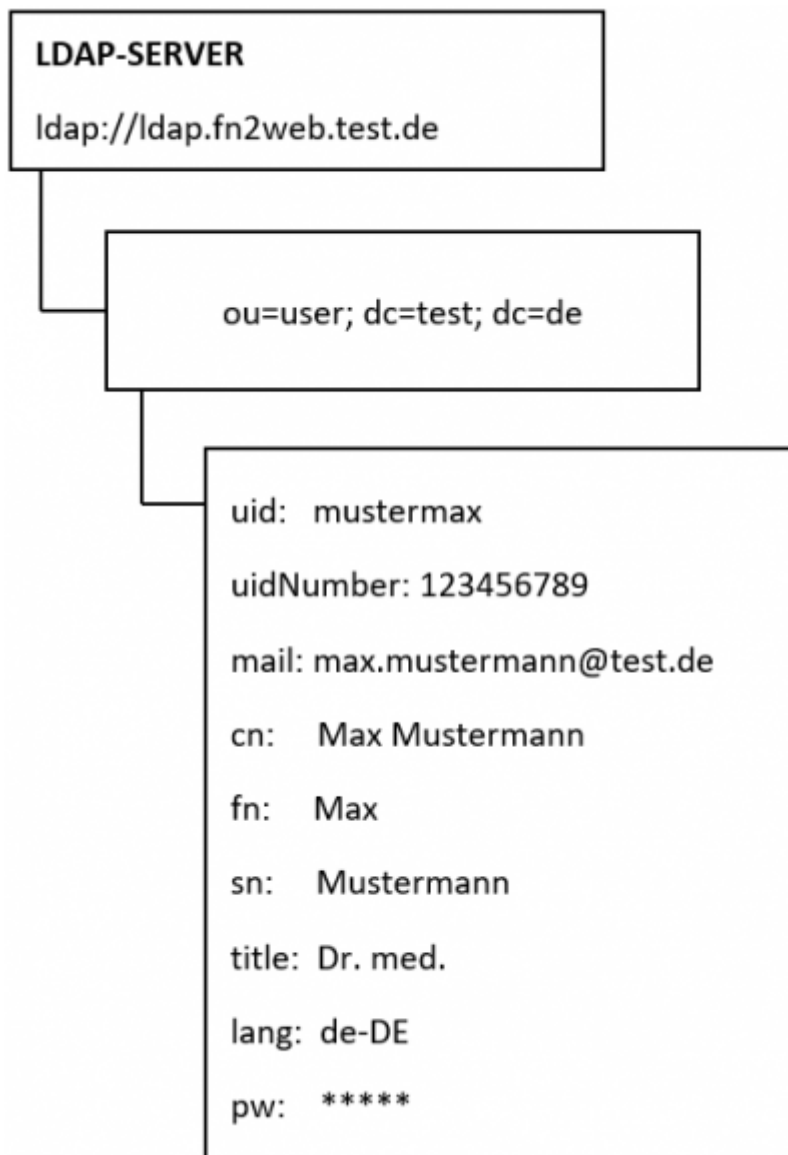 LDAP-SERVER
ldap://ldap.fn2web.test.de
ou=user; dc=test; dc=de
uid: mustermax
uidNumber: 123456789
mail: max.mustermann@test.de
cn: Max Mustermann
fn: Max
sn: Mustermann
title: Dr. med.
lang: de-DE
pw: *****